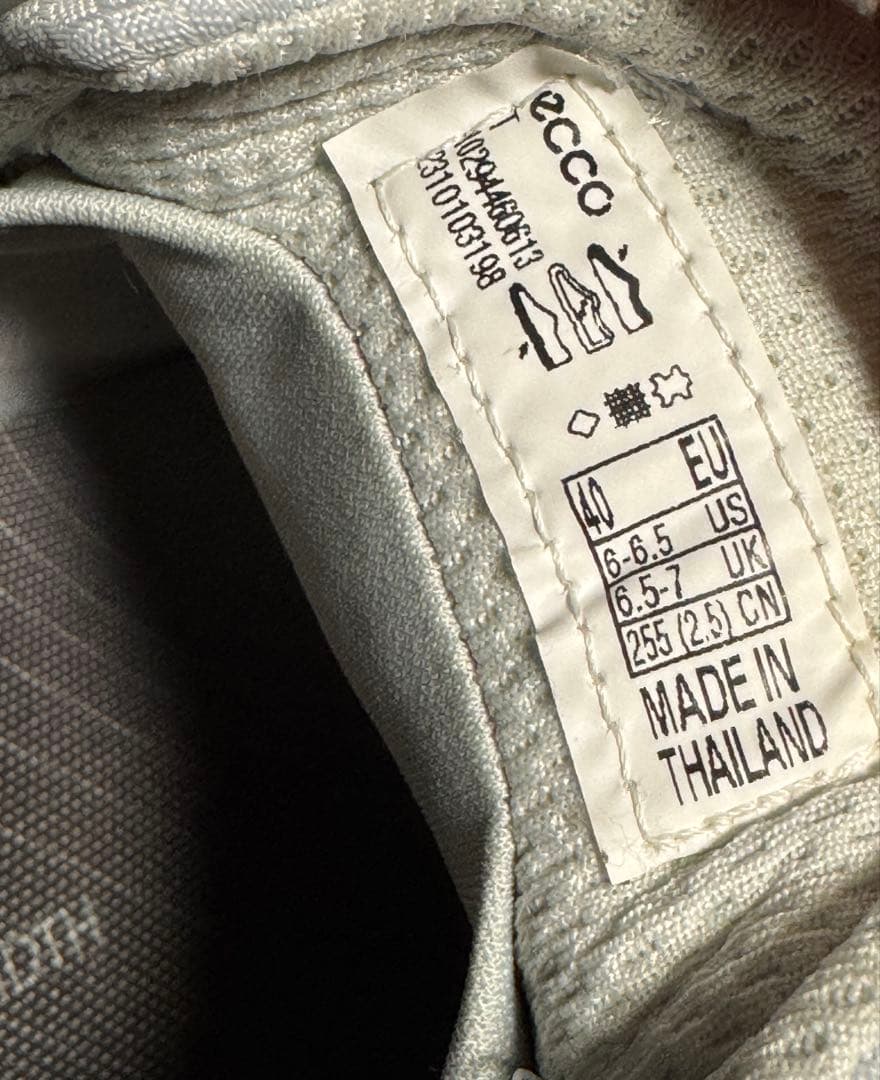 ecco
T
10294460613
2310103198
40 EU
6-6.5 US
6.5-7 UK
255 (2.5) CN
MADE IN
THAILAND